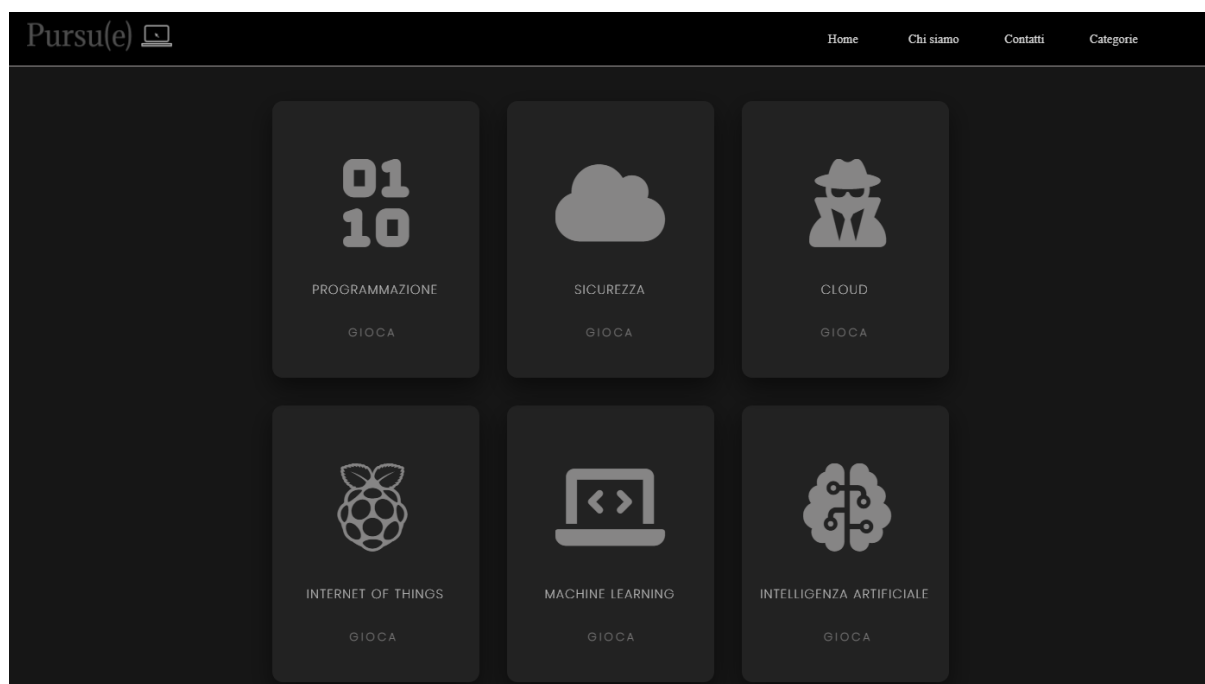 Pursu(e)
Home Chi siamo Contatti Categorie
01
10
PROGRAMMAZIONE
GIOCA
SICUREZZA
GIOCA
CLOUD
GIOCA
INTERNET OF THINGS
GIOCA
< >
MACHINE LEARNING
GIOCA
INTELLIGENZA ARTIFICIALE
GIOCA